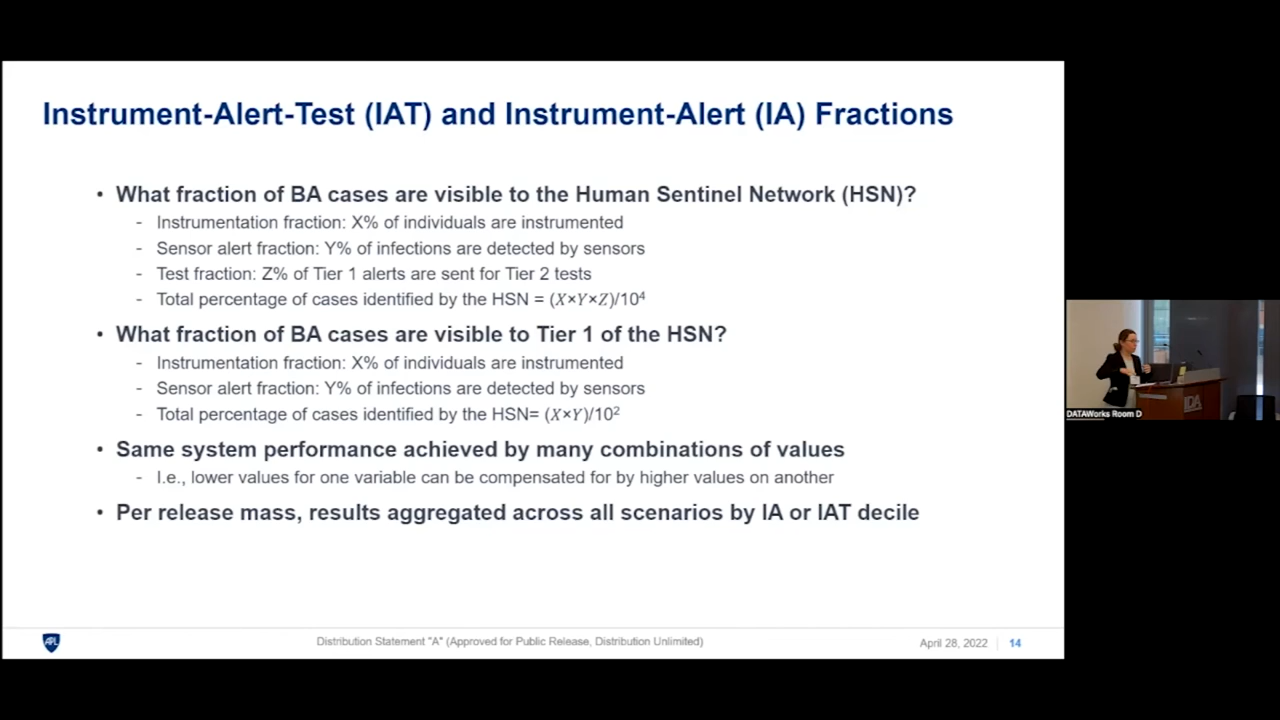 Instrument-Alert-Test (IAT) and Instrument-Alert (IA) Fractions
• What fraction of BA cases are visible to the Human Sentinel Network (HSN)?
- Instrumentation fraction: X% of individuals are instrumented
- Sensor alert fraction: Y% of infections are detected by sensors
- Test fraction: Z% of Tier 1 alerts are sent for Tier 2 tests
- Total percentage of cases identified by the HSN = (X×Y×Z)/10⁴
• What fraction of BA cases are visible to Tier 1 of the HSN?
- Instrumentation fraction: X% of individuals are instrumented
- Sensor alert fraction: Y% of infections are detected by sensors
- Total percentage of cases identified by the HSN= (X×Y)/10²
• Same system performance achieved by many combinations of values
- I.e., lower values for one variable can be compensated for by higher values on another
• Per release mass, results aggregated across all scenarios by IA or IAT decile
APL
Distribution Statement "A" (Approved for Public Release, Distribution Unlimited)
April 28, 2022
14
IDA
DATAWorks Room D